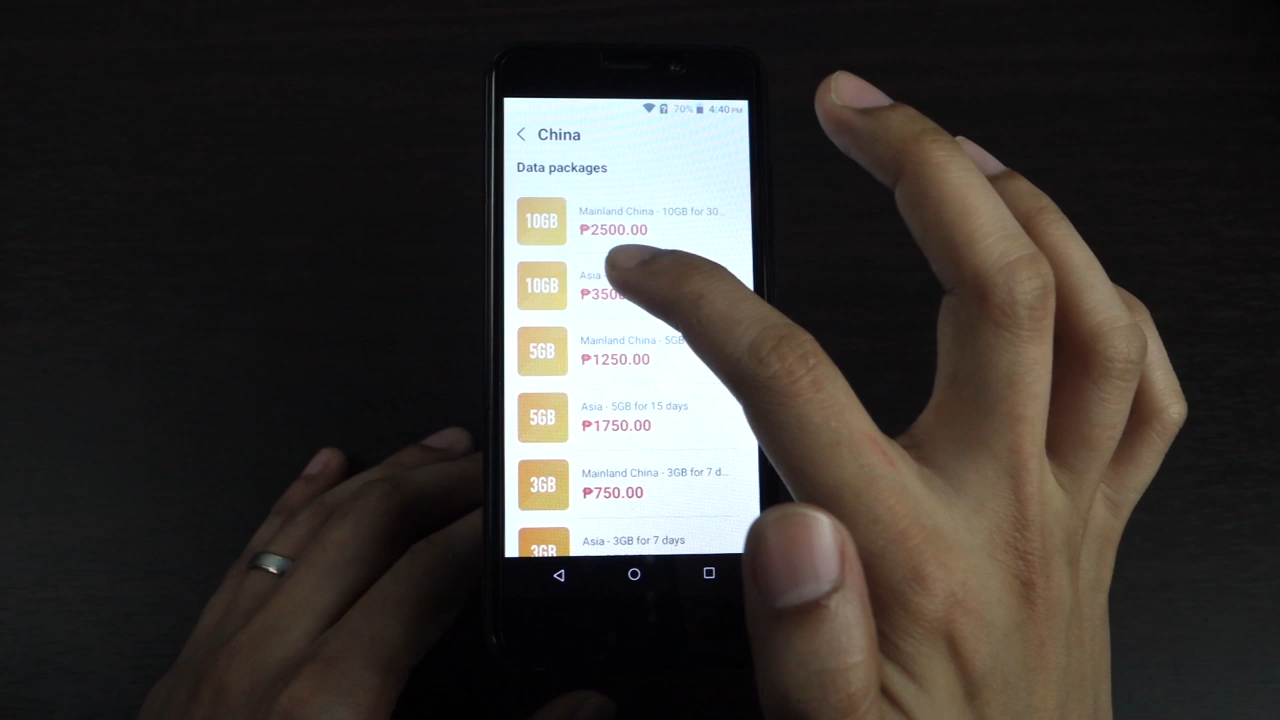 70% 4:40 PM
China
Data packages
10GB
Mainland China - 10GB for 30...
₱2500.00
10GB
Asia -
₱350
5GB
Mainland China - 5GB
₱1250.00
5GB
Asia - 5GB for 15 days
₱1750.00
3GB
Mainland China - 3GB for 7 d...
₱750.00
3GB
Asia - 3GB for 7 days